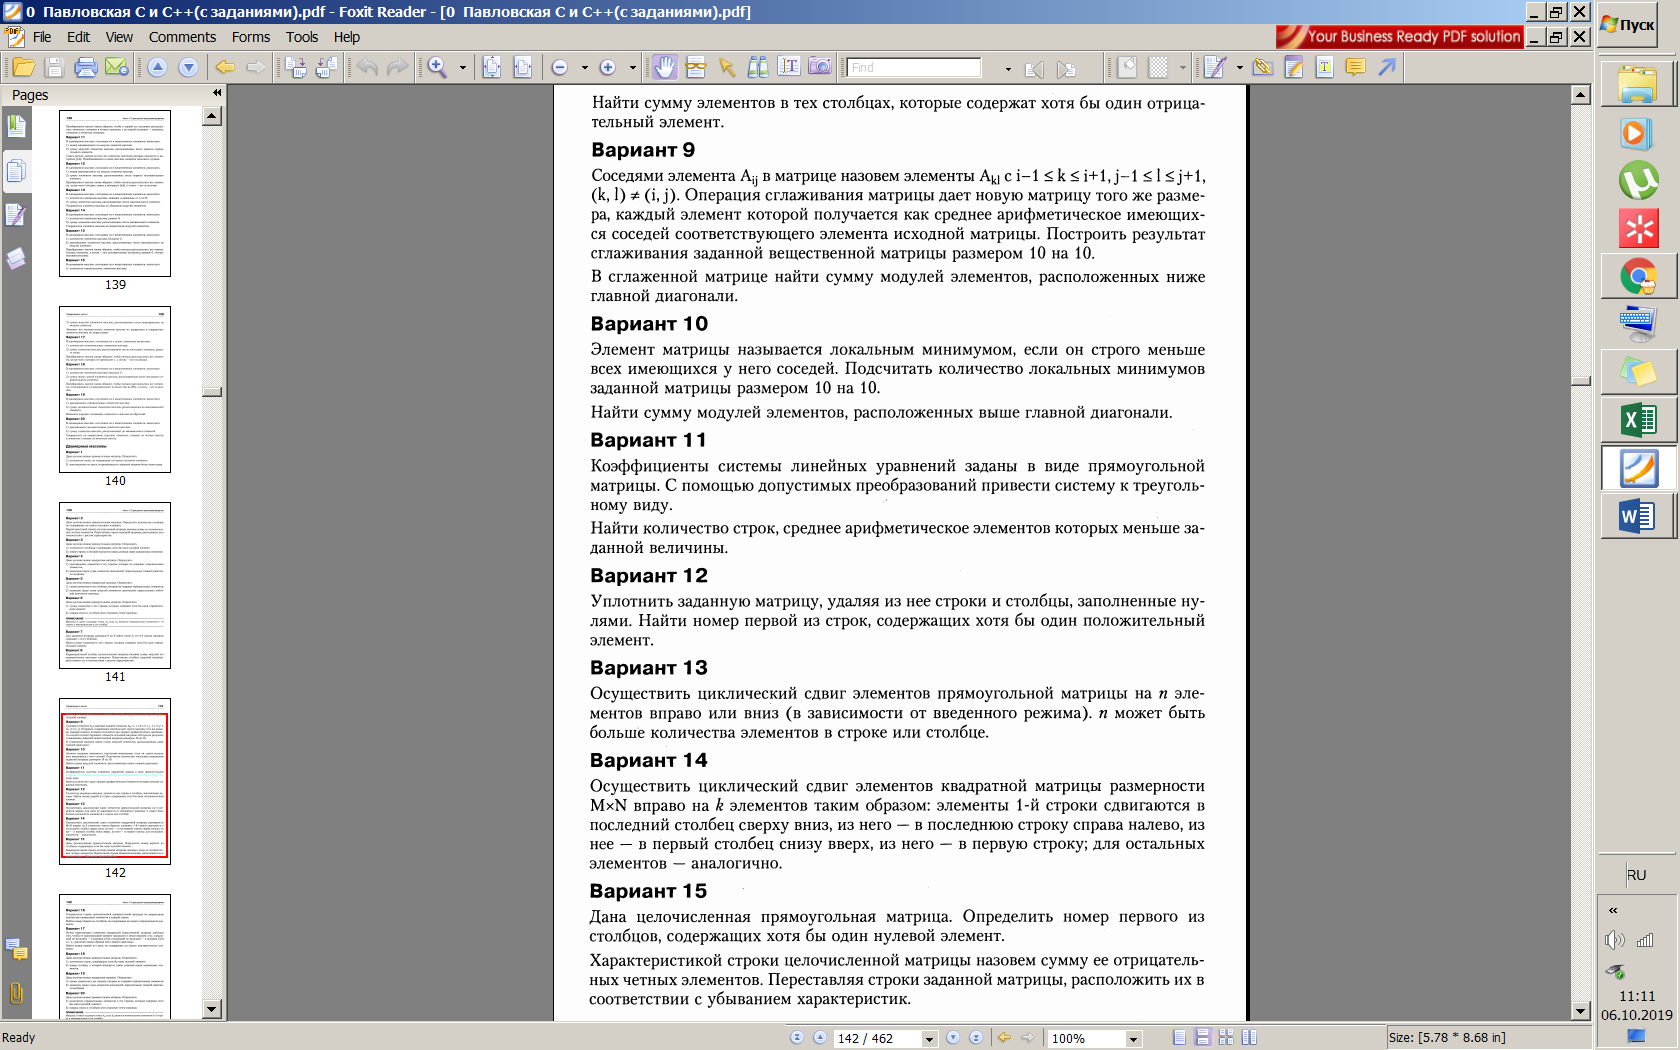 0 Павловская С и С++(с заданиями).pdf - Foxit Reader - [0 Павловская С и С++(с заданиями).pdf]
File Edit View Comments Forms Tools Help
Your Business Ready PDF solution
Find
Pages
139
140
141
142
Найти сумму элементов в тех столбцах, которые содержат хотя бы один отрица-
тельный элемент.
Вариант 9
Соседями элемента Aij в матрице назовем элементы Akl с i−1 ≤ k ≤ i+1, j−1 ≤ l ≤ j+1,
(k, l) ≠ (i, j). Операция сглаживания матрицы дает новую матрицу того же разме-
ра, каждый элемент которой получается как среднее арифметическое имеющих-
ся соседей соответствующего элемента исходной матрицы. Построить результат
сглаживания заданной вещественной матрицы размером 10 на 10.
В сглаженной матрице найти сумму модулей элементов, расположенных ниже
главной диагонали.
Вариант 10
Элемент матрицы называется локальным минимумом, если он строго меньше
всех имеющихся у него соседей. Подсчитать количество локальных минимумов
заданной матрицы размером 10 на 10.
Найти сумму модулей элементов, расположенных выше главной диагонали.
Вариант 11
Коэффициенты системы линейных уравнений заданы в виде прямоугольной
матрицы. С помощью допустимых преобразований привести систему к треуголь-
ному виду.
Найти количество строк, среднее арифметическое элементов которых меньше за-
данной величины.
Вариант 12
Уплотнить заданную матрицу, удаляя из нее строки и столбцы, заполненные ну-
лями. Найти номер первой из строк, содержащих хотя бы один положительный
элемент.
Вариант 13
Осуществить циклический сдвиг элементов прямоугольной матрицы на n эле-
ментов вправо или вниз (в зависимости от введенного режима). n может быть
больше количества элементов в строке или столбце.
Вариант 14
Осуществить циклический сдвиг элементов квадратной матрицы размерности
M×N вправо на k элементов таким образом: элементы 1-й строки сдвигаются в
последний столбец сверху вниз, из него — в последнюю строку справа налево, из
нее — в первый столбец снизу вверх, из него — в первую строку; для остальных
элементов — аналогично.
Вариант 15
Дана целочисленная прямоугольная матрица. Определить номер первого из
столбцов, содержащих хотя бы один нулевой элемент.
Характеристикой строки целочисленной матрицы назовем сумму ее отрицатель-
ных четных элементов. Переставляя строки заданной матрицы, расположить их в
соответствии с убыванием характеристик.
Ready
142 / 462
100%
Size: [5.78 * 8.68 in]
Пуск
RU
11:11
06.10.2019